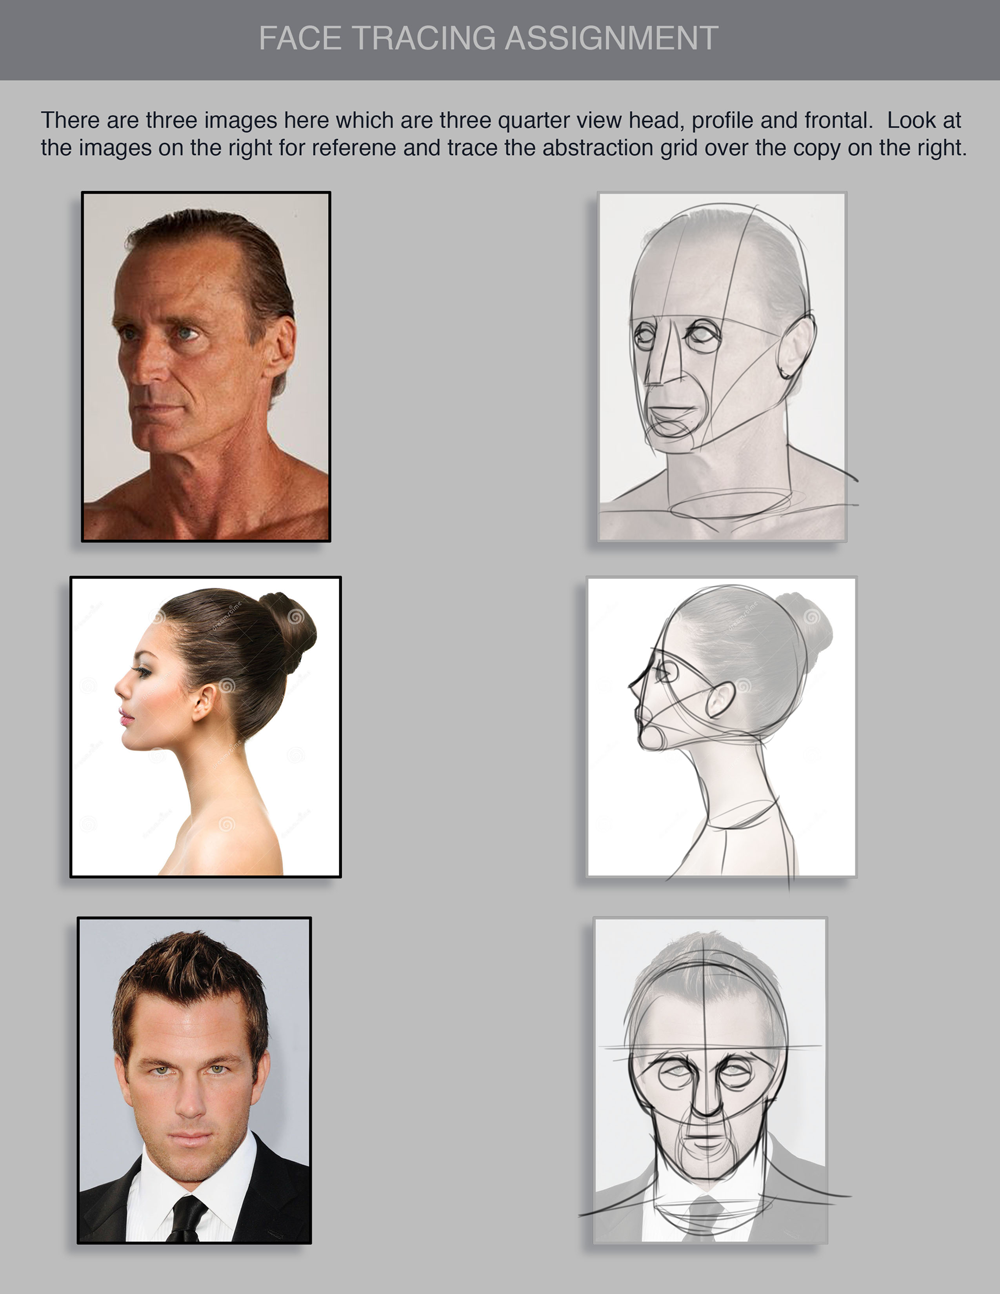 FACE TRACING ASSIGNMENT
There are three images here which are three quarter view head, profile and frontal.  Look at
the images on the right for referene and trace the abstraction grid over the copy on the right.